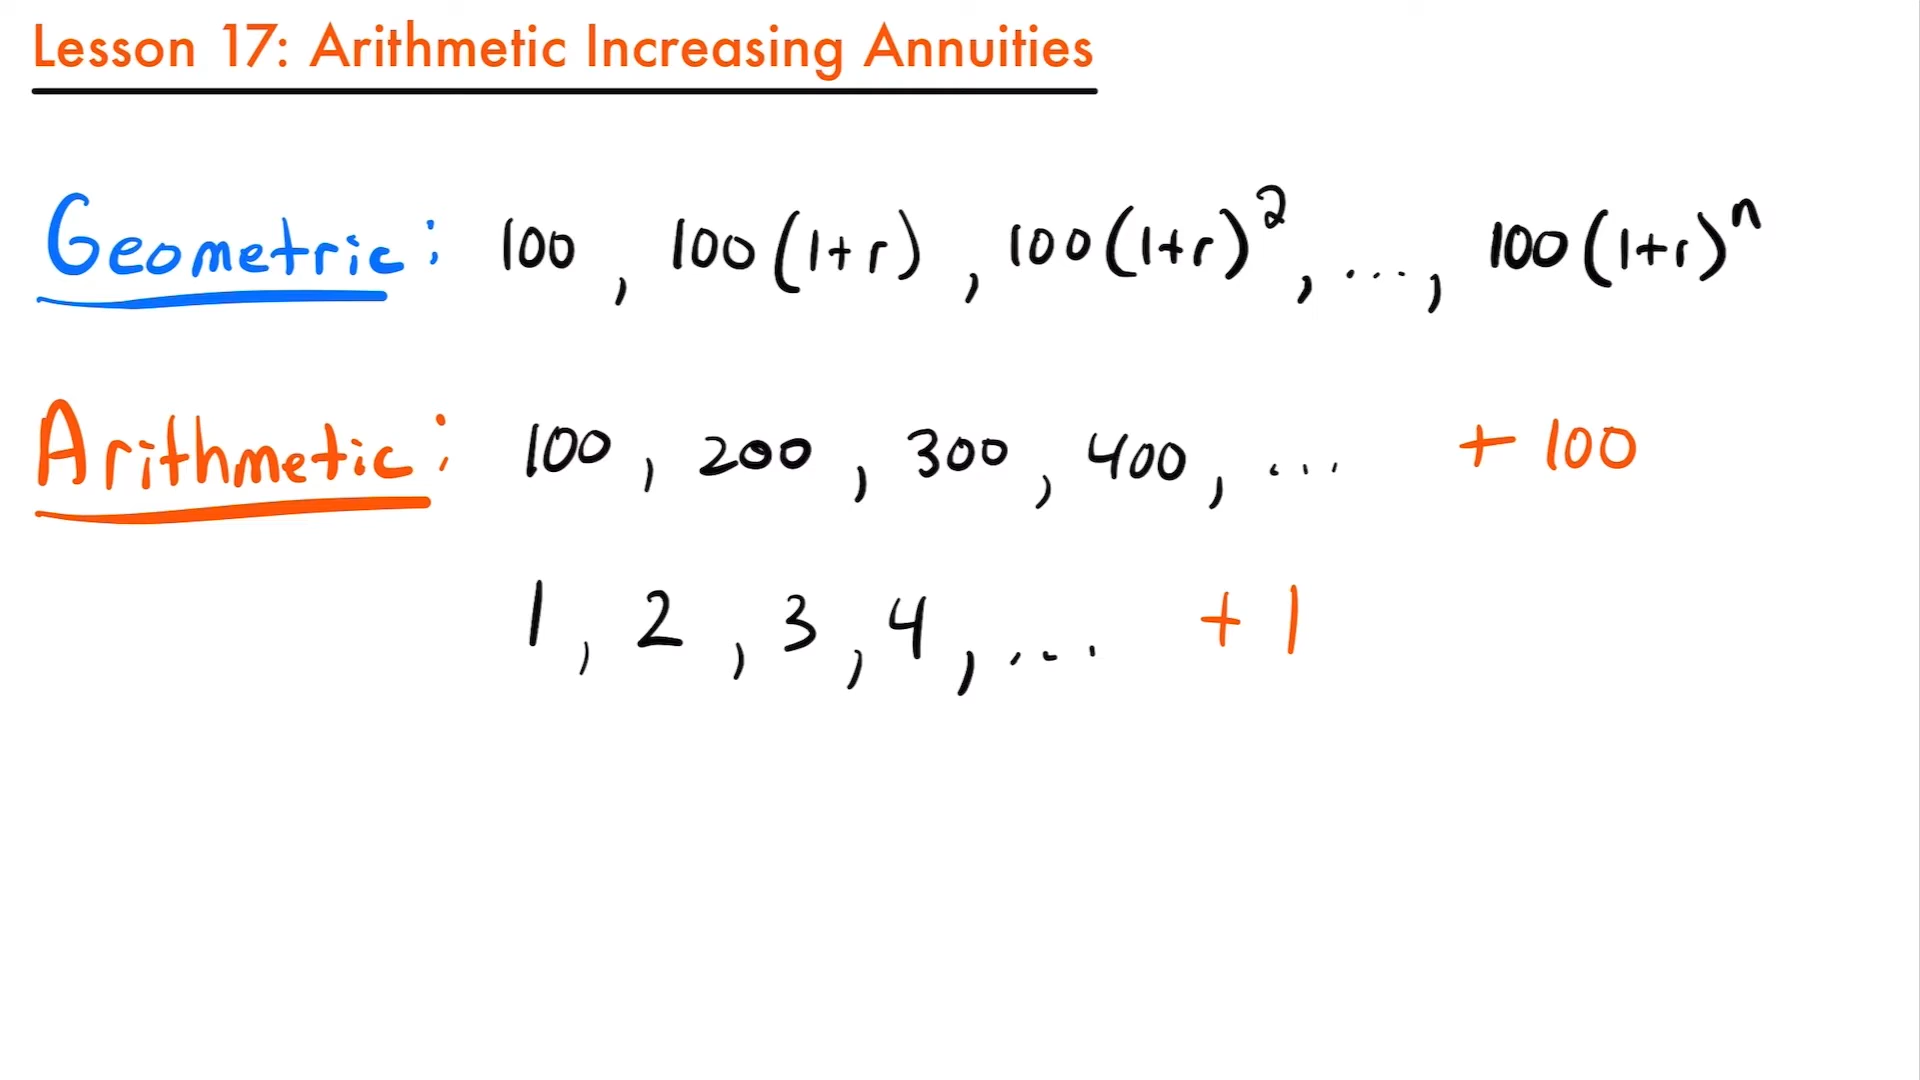 Lesson 17: Arithmetic Increasing Annuities
Geometric: 100, 100(1+r), 100(1+r)², ..., 100(1+r)ⁿ
Arithmetic: 100, 200, 300, 400, ... + 100
1, 2, 3, 4, ... + 1